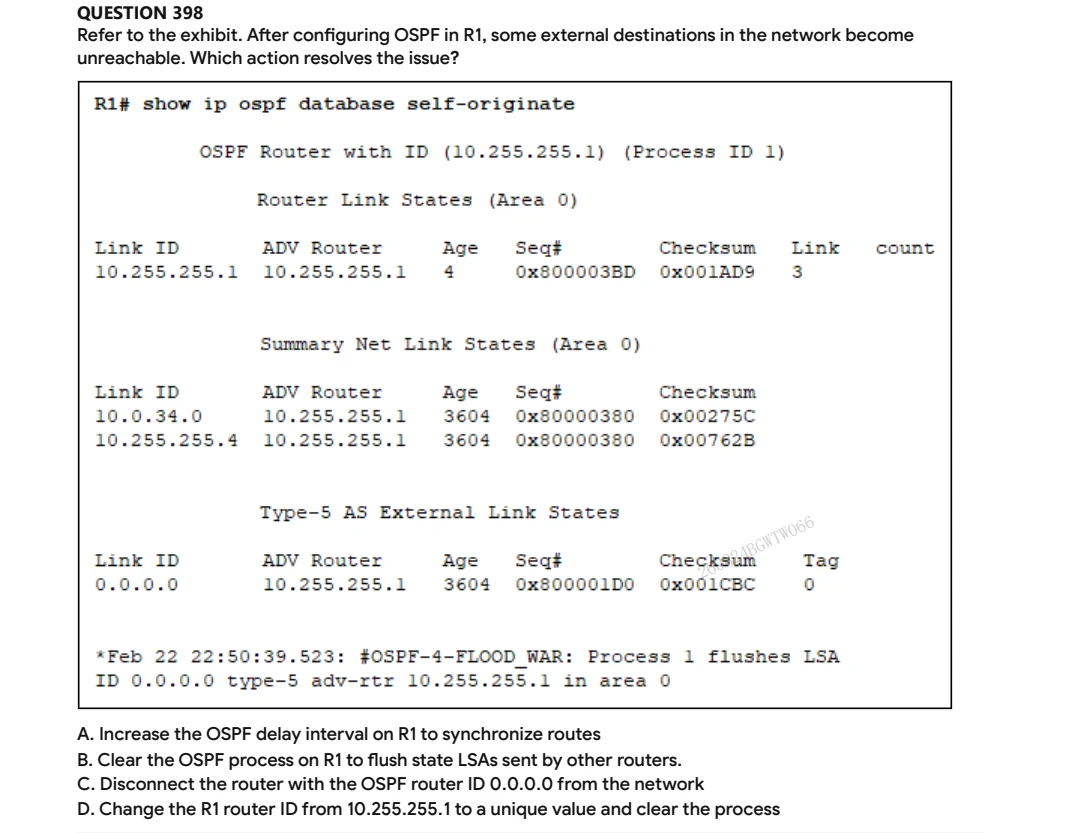 QUESTION 398
Refer to the exhibit. After configuring OSPF in R1, some external destinations in the network become
unreachable. Which action resolves the issue?
R1# show ip ospf database self-originate
OSPF Router with ID (10.255.255.1) (Process ID 1)
Router Link States (Area 0)
Link ID ADV Router Age Seq# Checksum Link count
10.255.255.1 10.255.255.1 4 0x800003BD 0x001AD9 3
Summary Net Link States (Area 0)
Link ID ADV Router Age Seq# Checksum
10.0.34.0 10.255.255.1 3604 0x80000380 0x00275C
10.255.255.4 10.255.255.1 3604 0x80000380 0x00762B
Type-5 AS External Link States
Link ID ADV Router Age Seq# Checksum Tag
0.0.0.0 10.255.255.1 3604 0x800001D0 0x001CBC 0
*Feb 22 22:50:39.523: #OSPF-4-FLOOD_WAR: Process 1 flushes LSA
ID 0.0.0.0 type-5 adv-rtr 10.255.255.1 in area 0
A. Increase the OSPF delay interval on R1 to synchronize routes
B. Clear the OSPF process on R1 to flush state LSAs sent by other routers.
C. Disconnect the router with the OSPF router ID 0.0.0.0 from the network
D. Change the R1 router ID from 10.255.255.1 to a unique value and clear the process